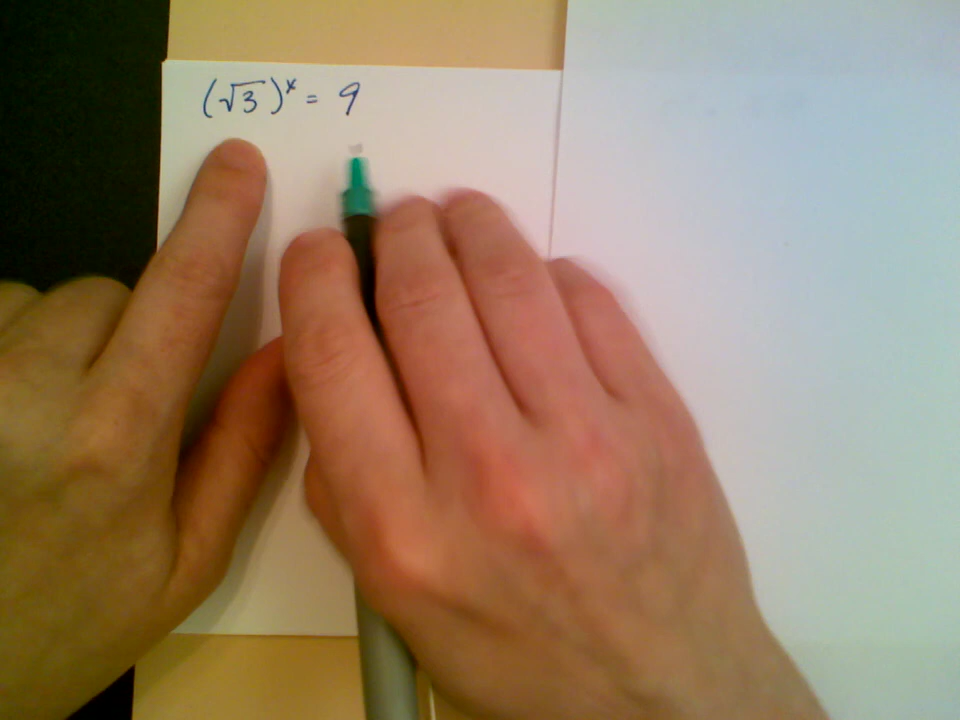 (√3)ˣ = 9